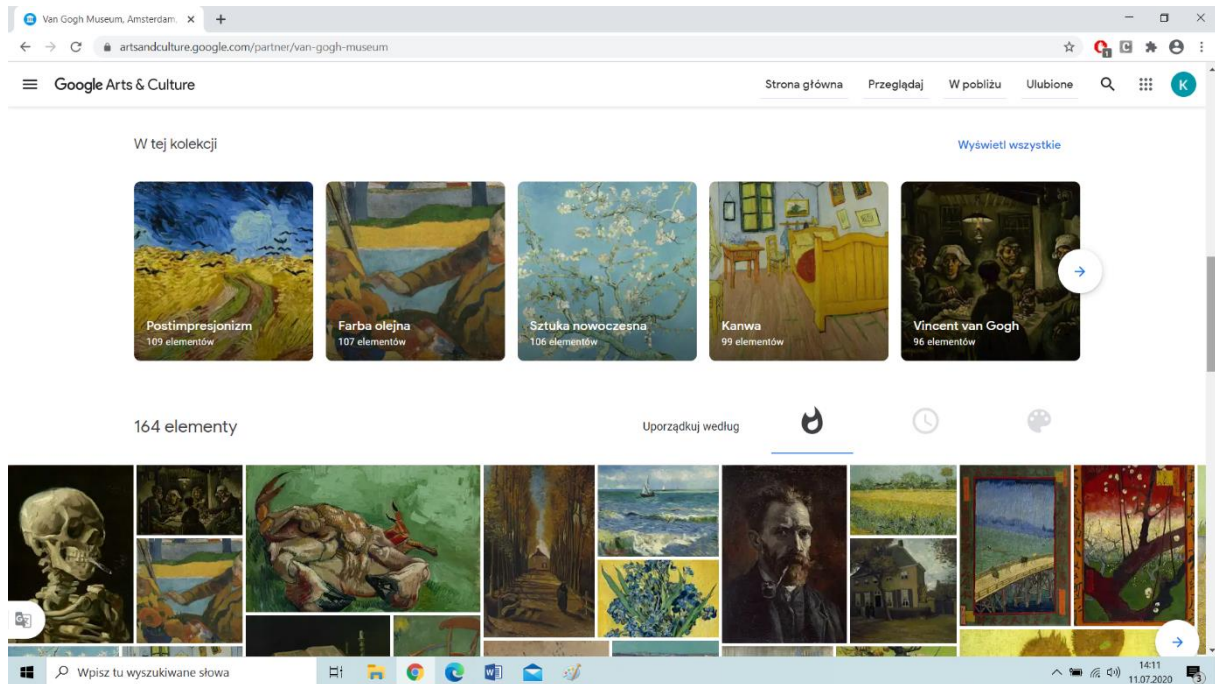 Van Gogh Museum, Amsterdam,
artsandculture.google.com/partner/van-gogh-museum
Google Arts & Culture
Strona główna
Przeglądaj
W pobliżu
Ulubione
K
W tej kolekcji
Wyświetl wszystkie
Postimpresjonizm
109 elementów
Farba olejna
107 elementów
Sztuka nowoczesna
106 elementów
Kanwa
99 elementów
Vincent van Gogh
96 elementów
164 elementy
Uporządkuj według
Wpisz tu wyszukiwane słowa
14:11
11.07.2020
3